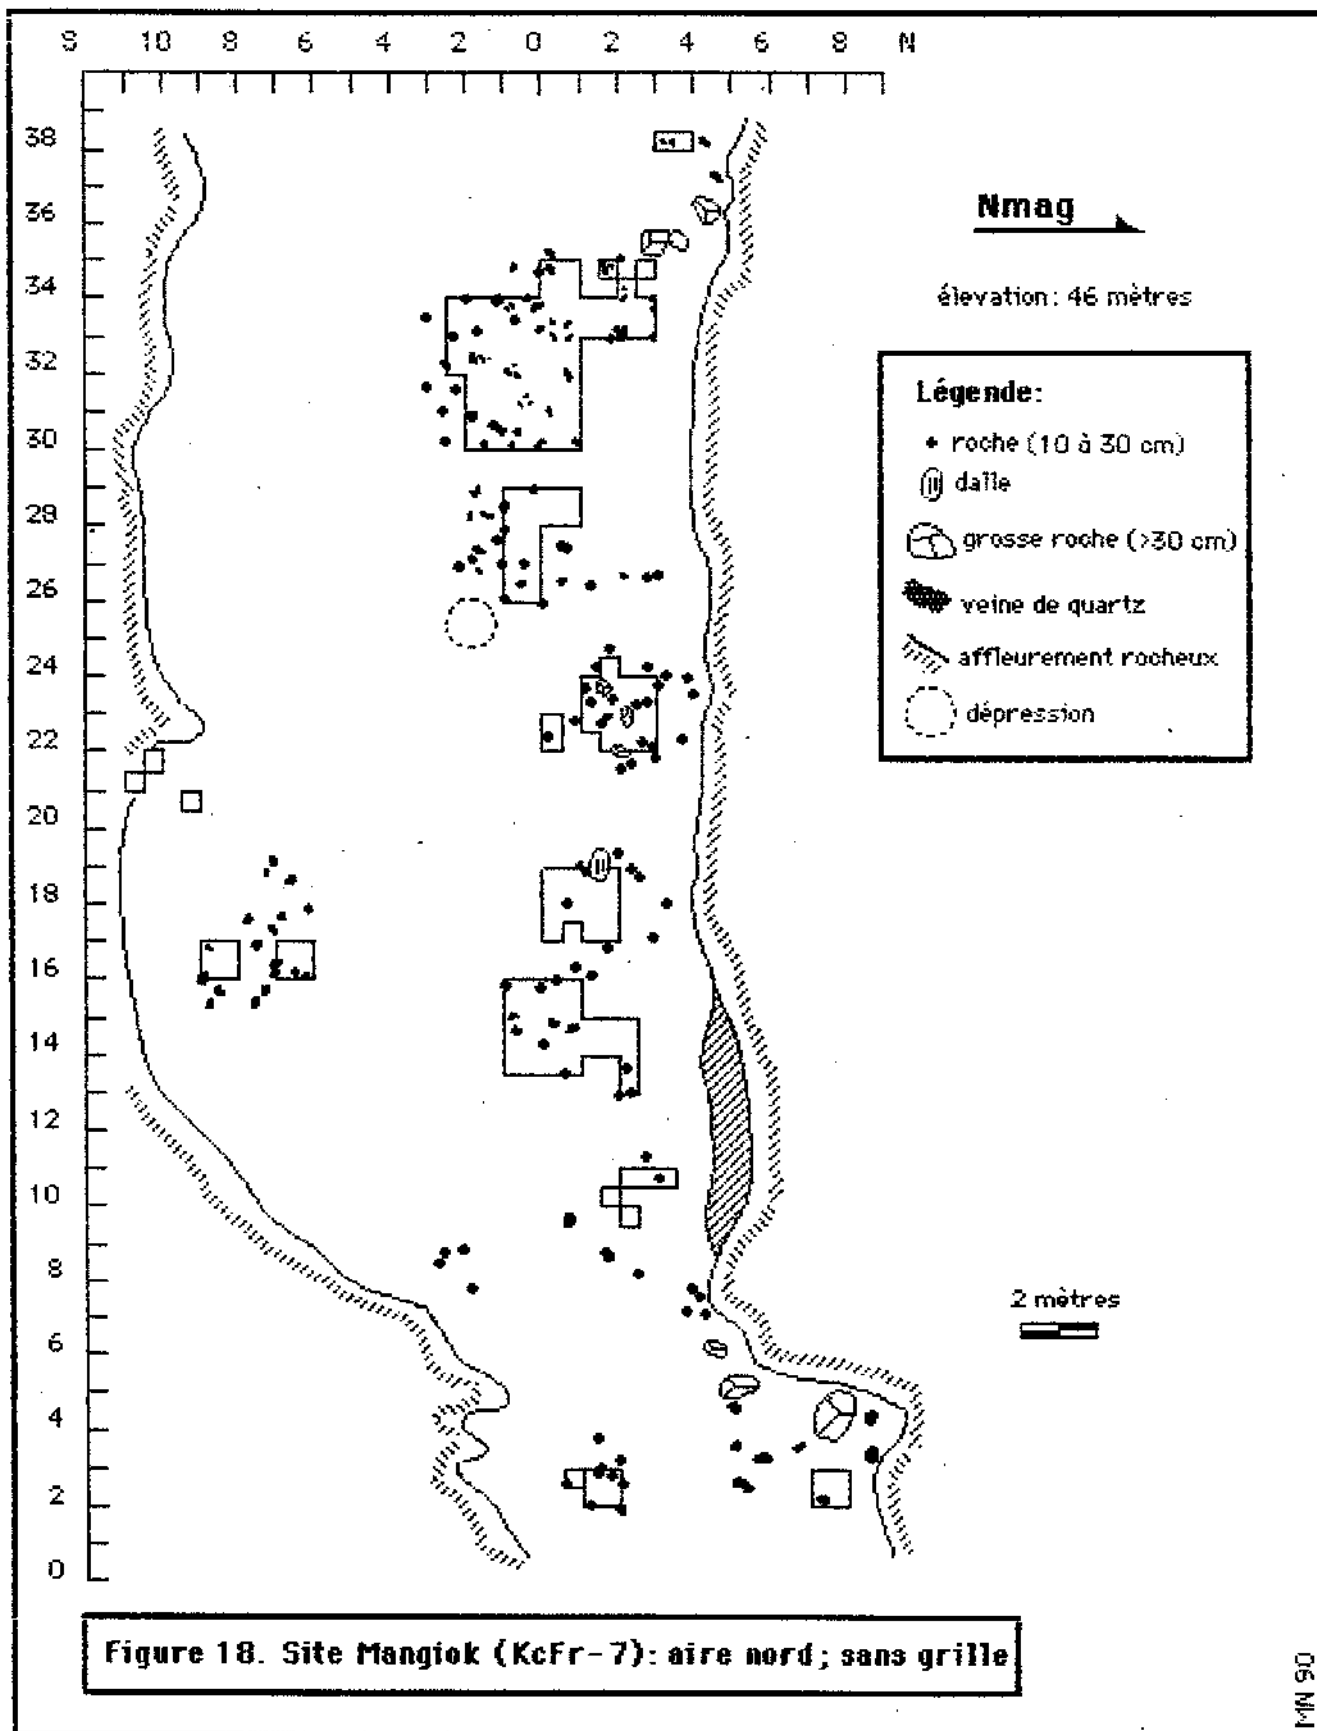 S 10 8 6 4 2 0 2 4 6 8 N
38
36
34
32
30
28
26
24
22
20
18
16
14
12
10
8
6
4
2
0
Nmag
élevation: 46 mètres
Légende:
roche (10 à 30 cm)
dalle
grosse roche (>30 cm)
veine de quartz
affleurement rocheux
dépression
2 mètres
Figure 18. Site Mangiok (KcFr-7): aire nord; sans grille
MN 90